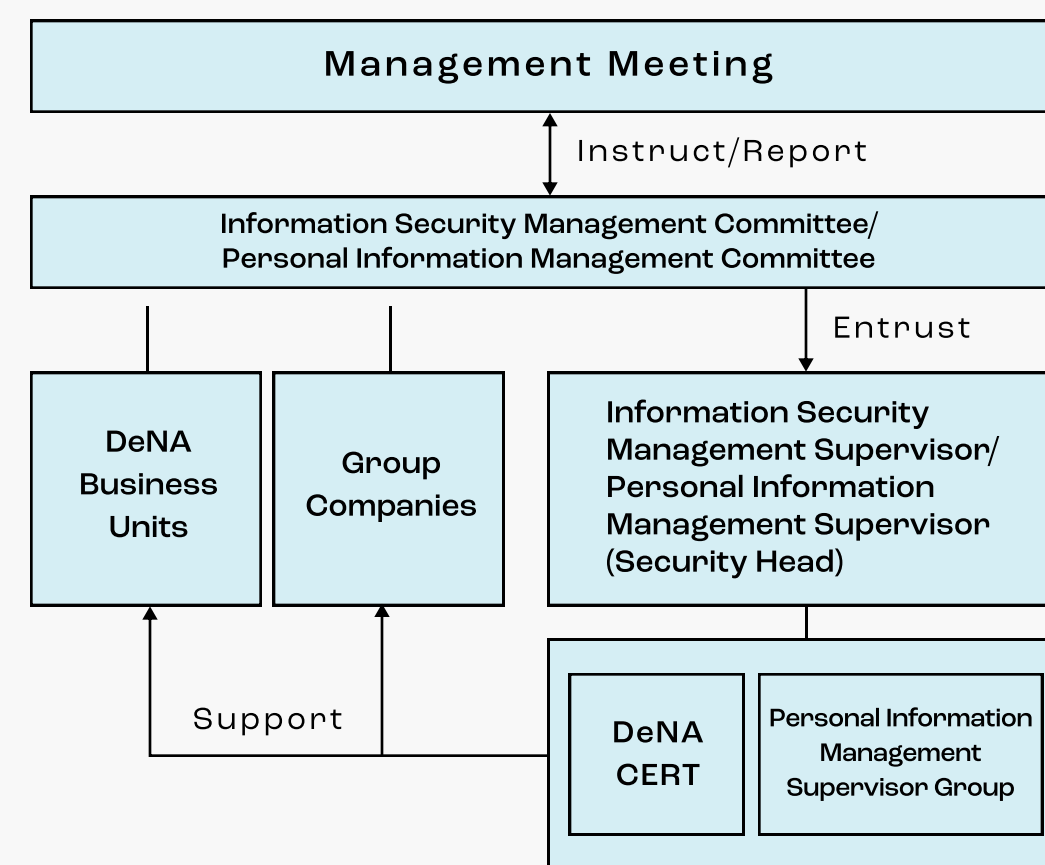 Management Meeting
Instruct/Report
Information Security Management Committee/
Personal Information Management Committee
Entrust
DeNA
Business
Units
Group
Companies
Information Security
Management Supervisor/
Personal Information
Management Supervisor
(Security Head)
Support
DeNA
CERT
Personal Information
Management
Supervisor Group